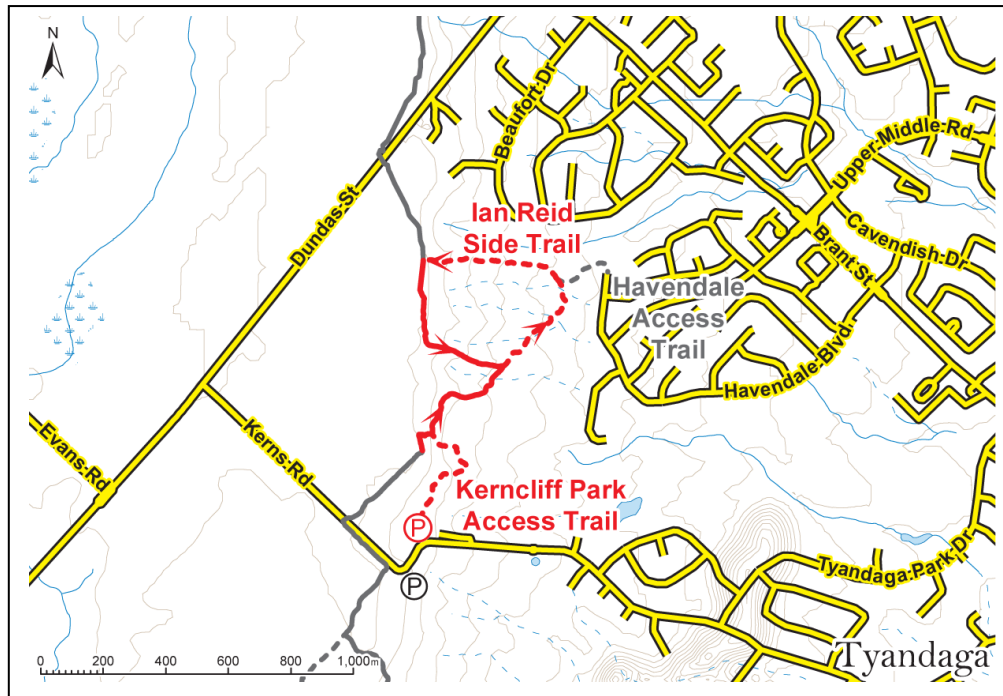 N
Beaufort Dr
Upper Middle Rd
Dundas St
Ian Reid
Side Trail
Cavendish Dr
Brant St
Havendale
Access
Trail
Havendale Blvd.
Evans Rd
Kerns Rd
Kerncliff Park
Access Trail
P
P
Tyandaga Park Dr
Tyandaga
0 200 400 600 800 1,000m